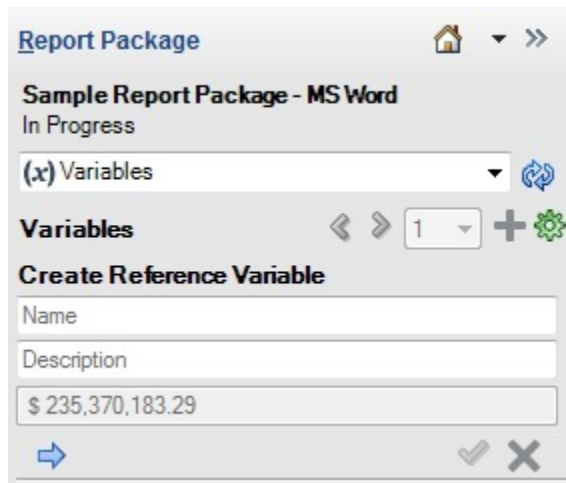 Report Package
Sample Report Package - MS Word
In Progress
(x) Variables
Variables
1
Create Reference Variable
Name
Description
$ 235,370,183.29